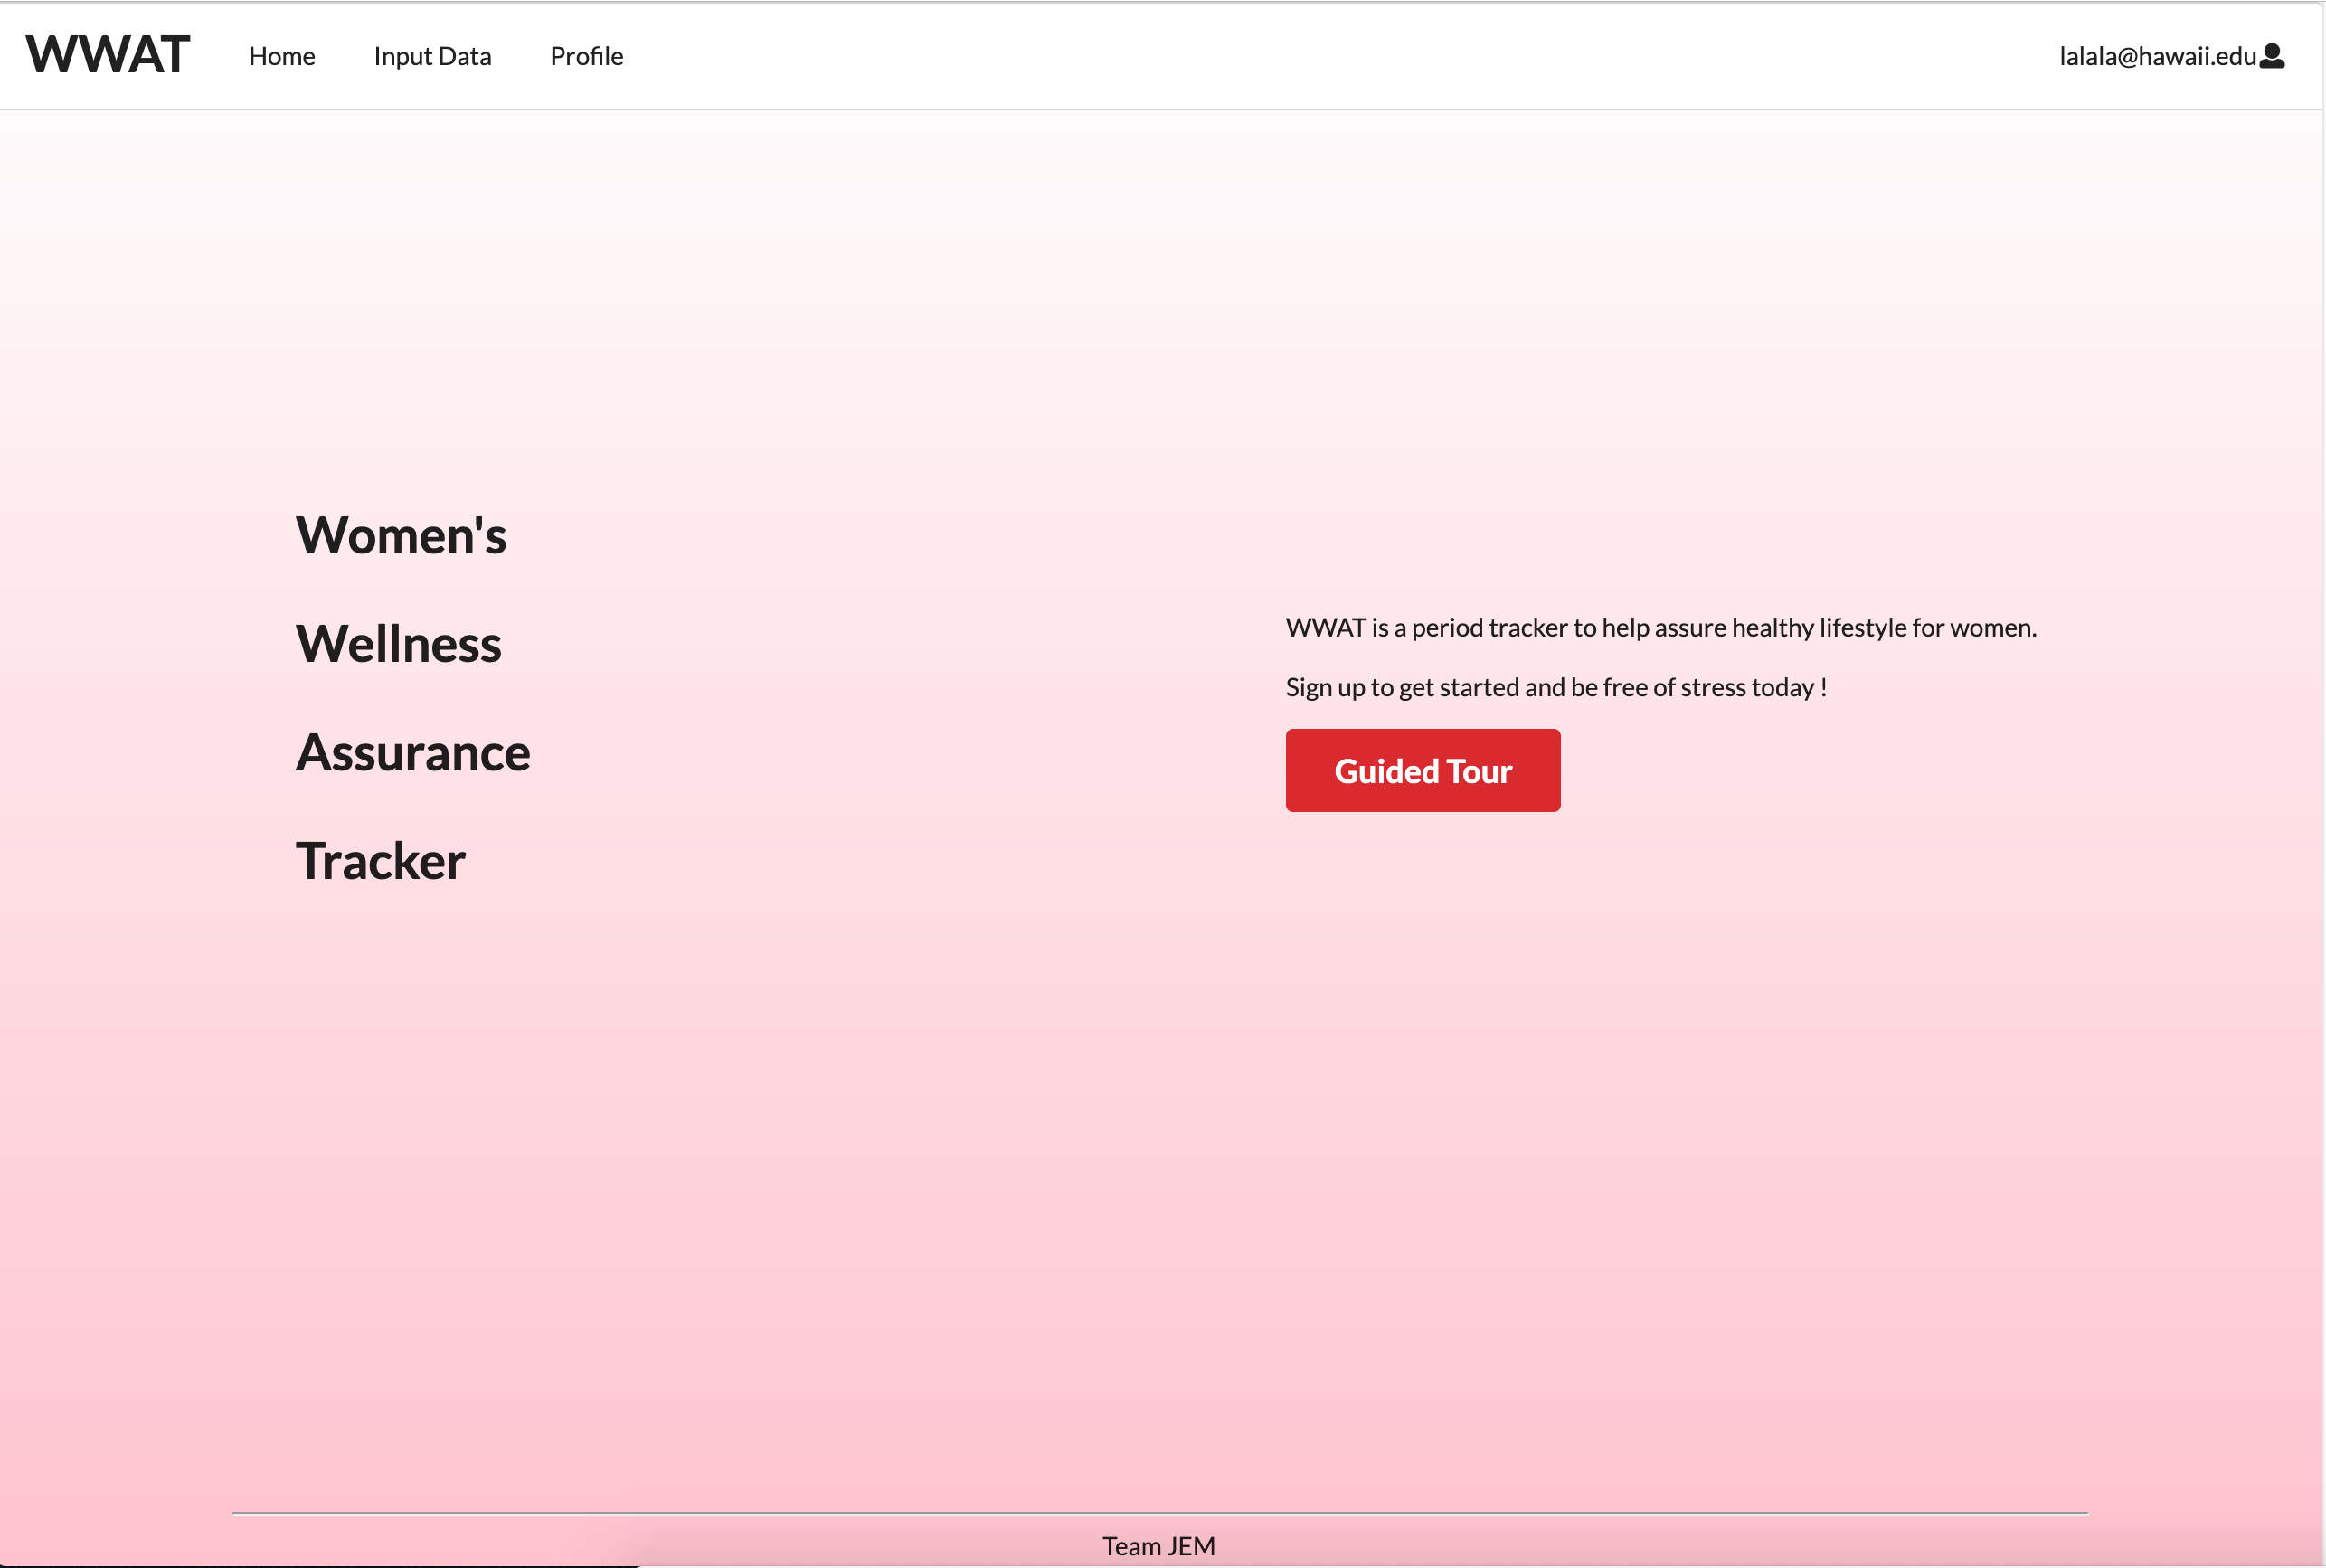 WWAT Home Input Data Profile lalala@hawaii.edu
Women's
Wellness
Assurance
Tracker
WWAT is a period tracker to help assure healthy lifestyle for women.
Sign up to get started and be free of stress today !
Guided Tour
Team JEM